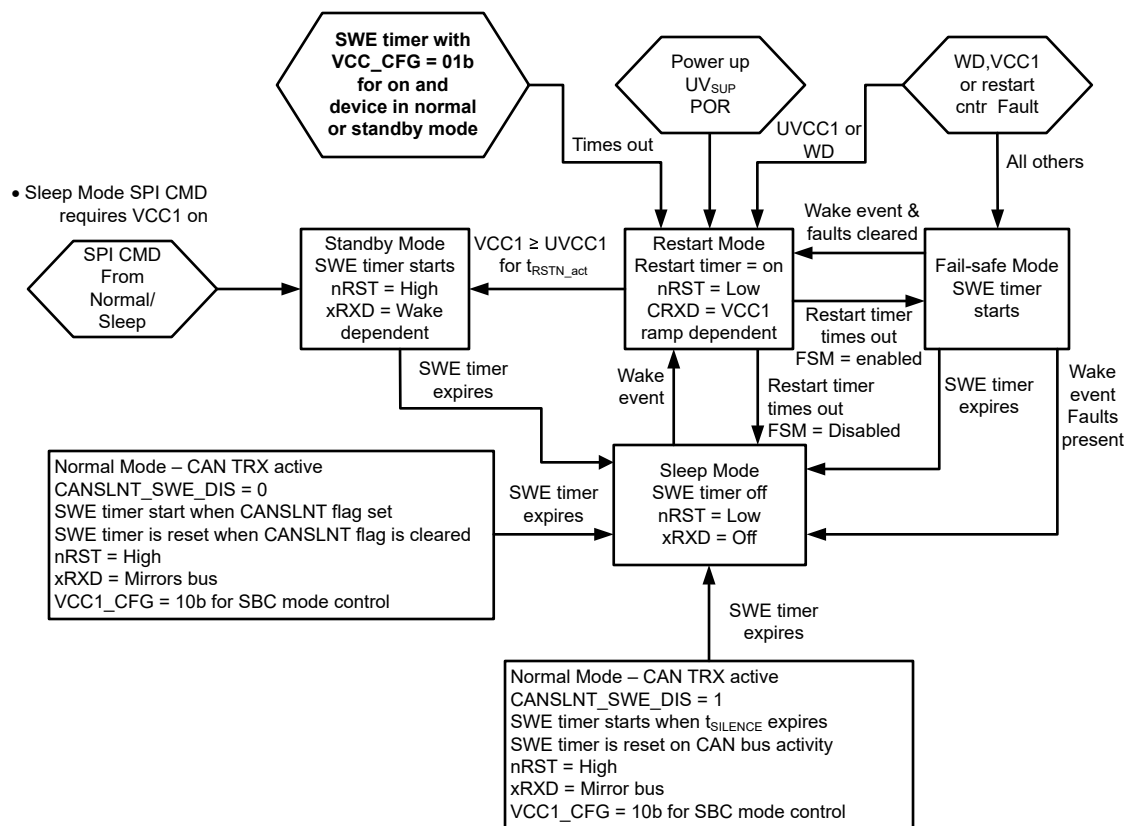 SWE timer with
VCC_CFG = 01b
for on and
device in normal
or standby mode
Power up
UVSUP
POR
WD,VCC1
or restart
cntr Fault
Times out
UVCC1 or
WD
All others
• Sleep Mode SPI CMD
requires VCC1 on
SPI CMD
From
Normal/
Sleep
Standby Mode
SWE timer starts
nRST = High
xRXD = Wake
dependent
VCC1 ≥ UVCC1
for tRSTN_act
Restart Mode
Restart timer = on
nRST = Low
CRXD = VCC1
ramp dependent
Wake event &
faults cleared
Fail-safe Mode
SWE timer
starts
Restart timer
times out
FSM = enabled
SWE timer
expires
Wake
event
Restart timer
times out
FSM = Disabled
SWE timer
expires
Wake
event
Faults
present
Normal Mode – CAN TRX active
CANSLNT_SWE_DIS = 0
SWE timer start when CANSLNT flag set
SWE timer is reset when CANSLNT flag is cleared
nRST = High
xRXD = Mirrors bus
VCC1_CFG = 10b for SBC mode control
SWE timer
expires
Sleep Mode
SWE timer off
nRST = Low
xRXD = Off
SWE timer
expires
Normal Mode – CAN TRX active
CANSLNT_SWE_DIS = 1
SWE timer starts when tSILENCE expires
SWE timer is reset on CAN bus activity
nRST = High
xRXD = Mirror bus
VCC1_CFG = 10b for SBC mode control